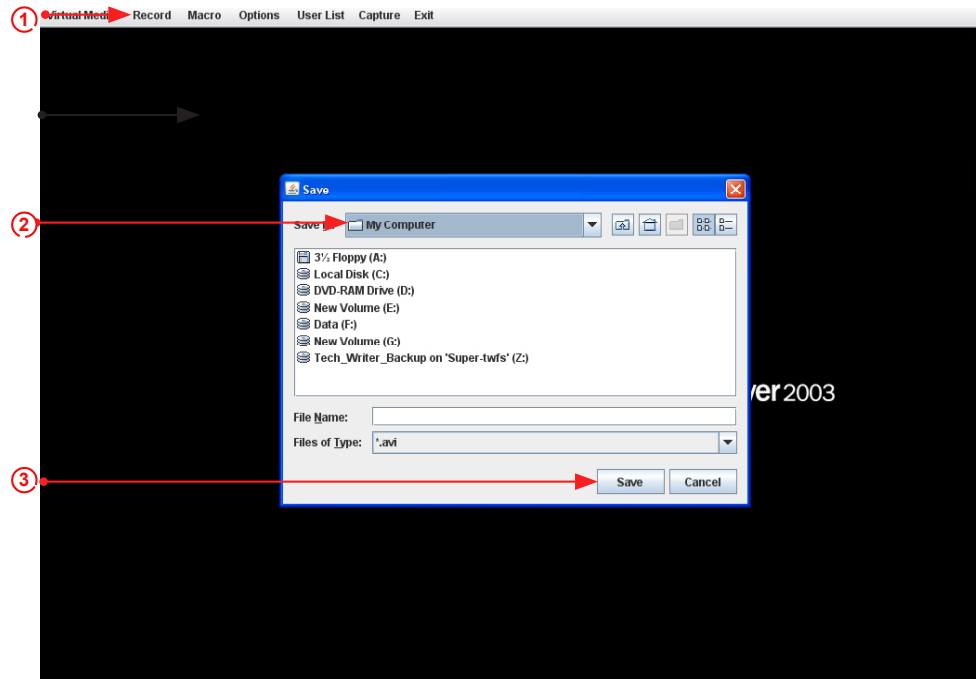 1 Virtual Media Record Macro Options User List Capture Exit
Save
2 Save In: My Computer
3½ Floppy (A:)
Local Disk (C:)
DVD-RAM Drive (D:)
New Volume (E:)
Data (F:)
New Volume (G:)
Tech_Writer_Backup on 'Super-twfs' (Z:)
ver 2003
File Name:
Files of Type: *.avi
3 Save Cancel